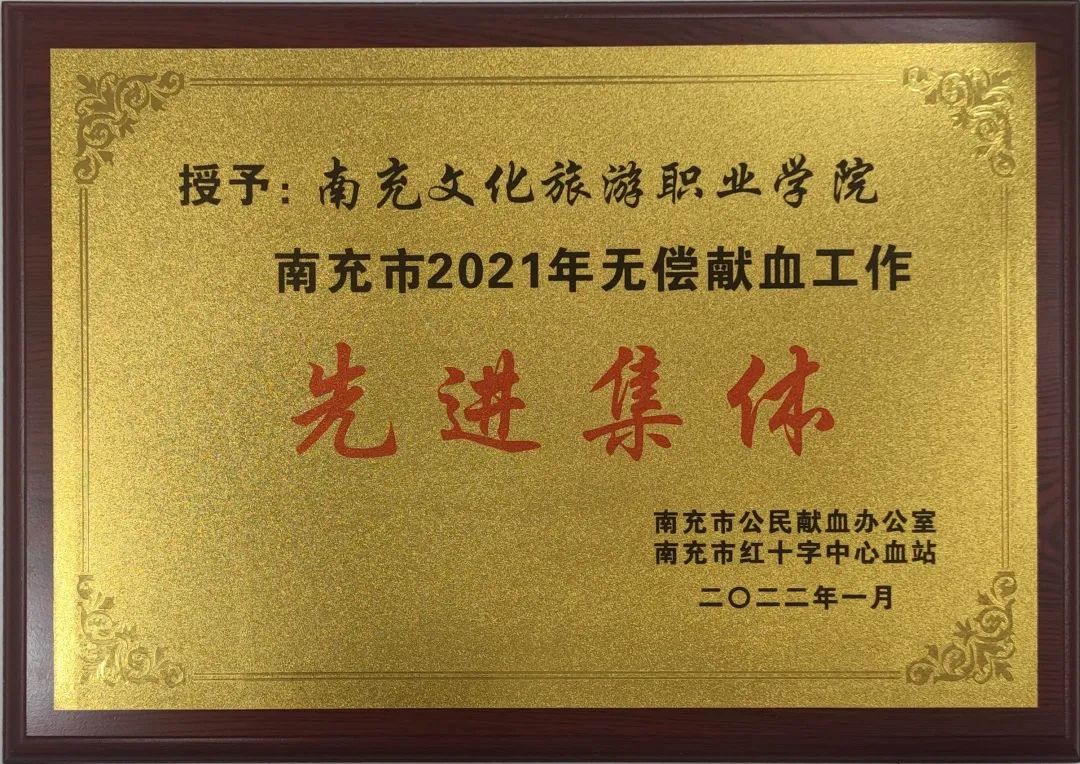 授予：南充文化旅游职业学院
南充市2021年无偿献血工作
先进集体
南充市公民献血办公室
南充市红十字中心血站
二〇二二年一月